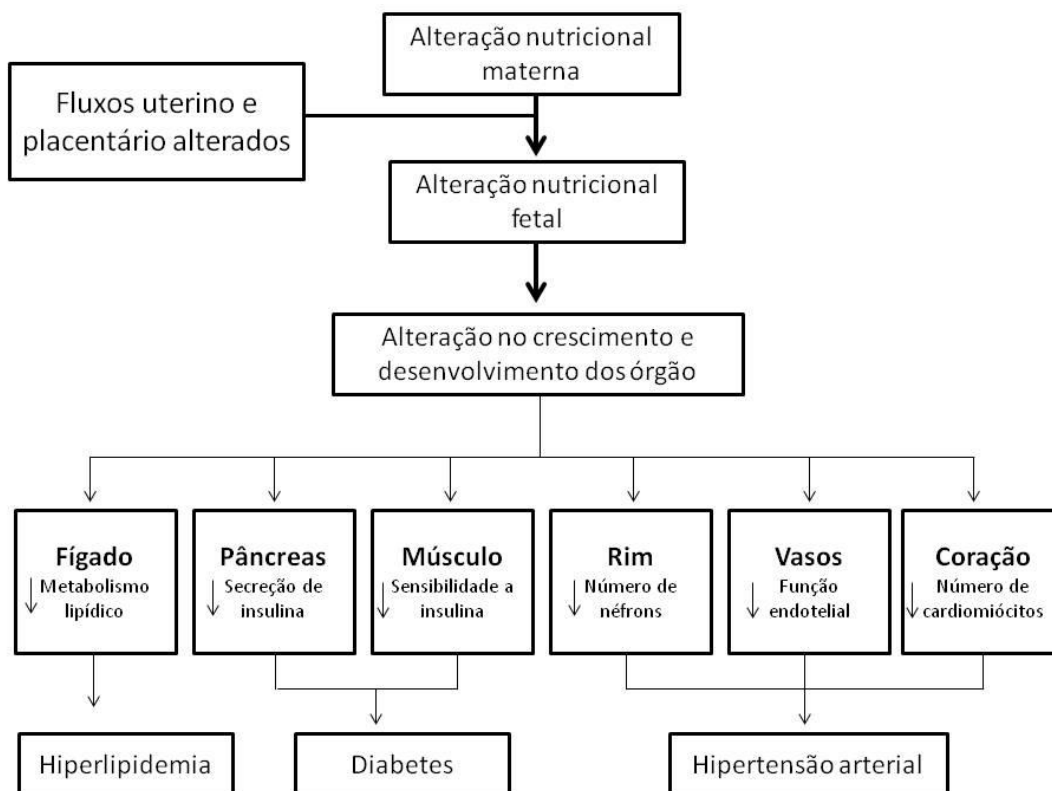 Alteração nutricional
materna
Fluxos uterino e
placentário alterados
Alteração nutricional
fetal
Alteração no crescimento e
desenvolvimento dos órgão
Fígado
↓ Metabolismo
lipídico
Pâncreas
↓ Secreção de
insulina
Músculo
↓ Sensibilidade a
insulina
Rim
↓ Número de
néfrons
Vasos
↓ Função
endotelial
Coração
↓ Número de
cardiomiócitos
Hiperlipidemia
Diabetes
Hipertensão arterial